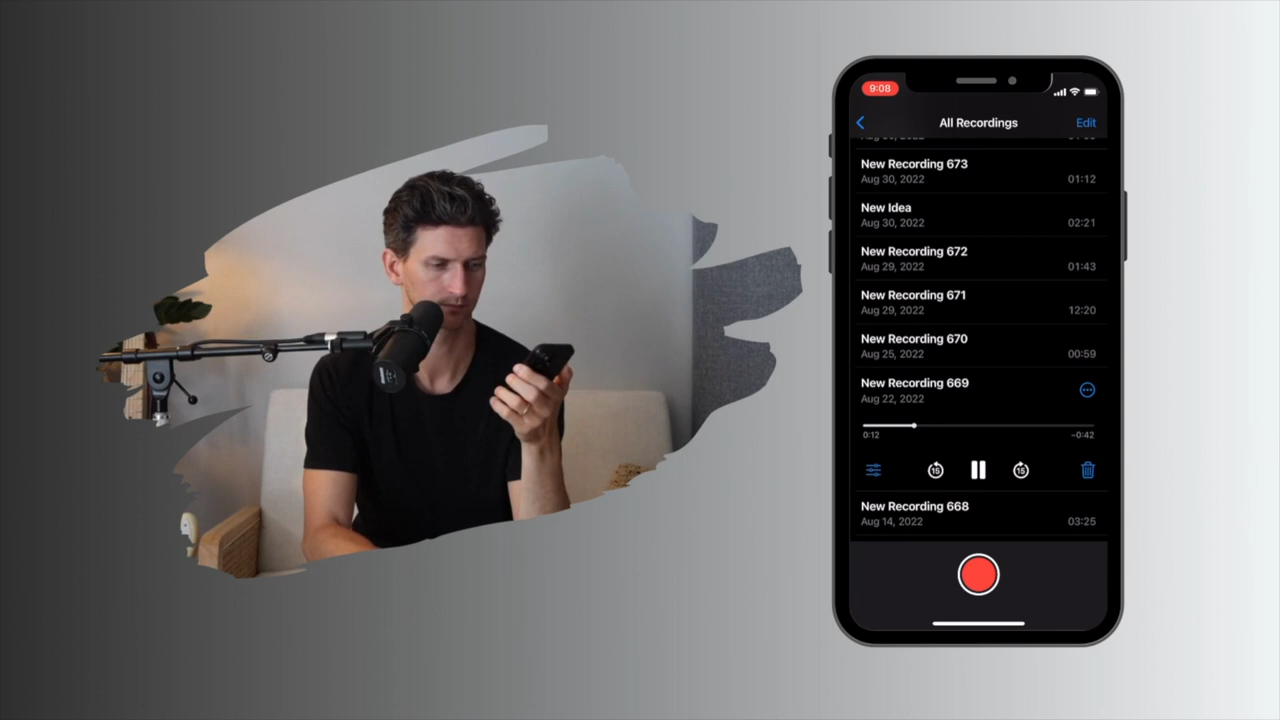 9:08
All Recordings
Edit
New Recording 673
Aug 30, 2022
01:12
New Idea
Aug 30, 2022
02:21
New Recording 672
Aug 29, 2022
01:43
New Recording 671
Aug 29, 2022
12:20
New Recording 670
Aug 25, 2022
00:59
New Recording 669
Aug 22, 2022
0:12
−0:42
15
15
New Recording 668
Aug 14, 2022
03:25